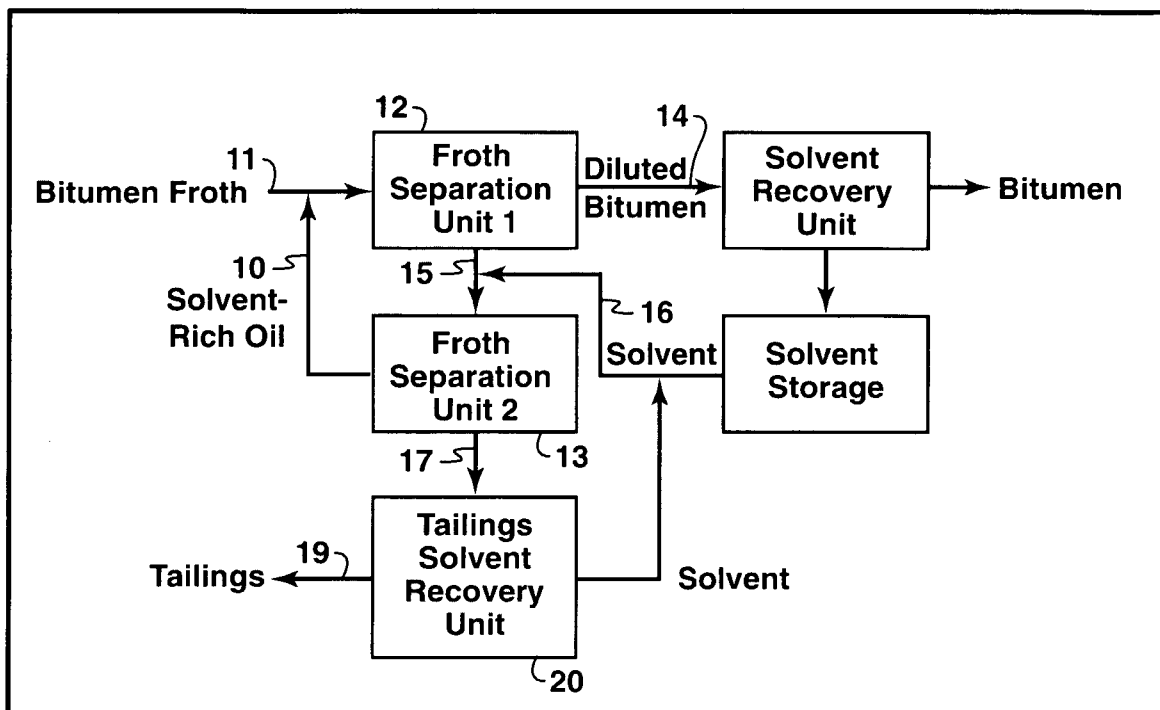 12
14
11
Bitumen Froth
Froth
Separation
Unit 1
Diluted
Bitumen
Solvent
Recovery
Unit
Bitumen
10
Solvent-
Rich Oil
15
16
Froth
Separation
Unit 2
Solvent
Solvent
Storage
17
13
Tailings
Solvent
Recovery
Unit
19
Tailings
Solvent
20